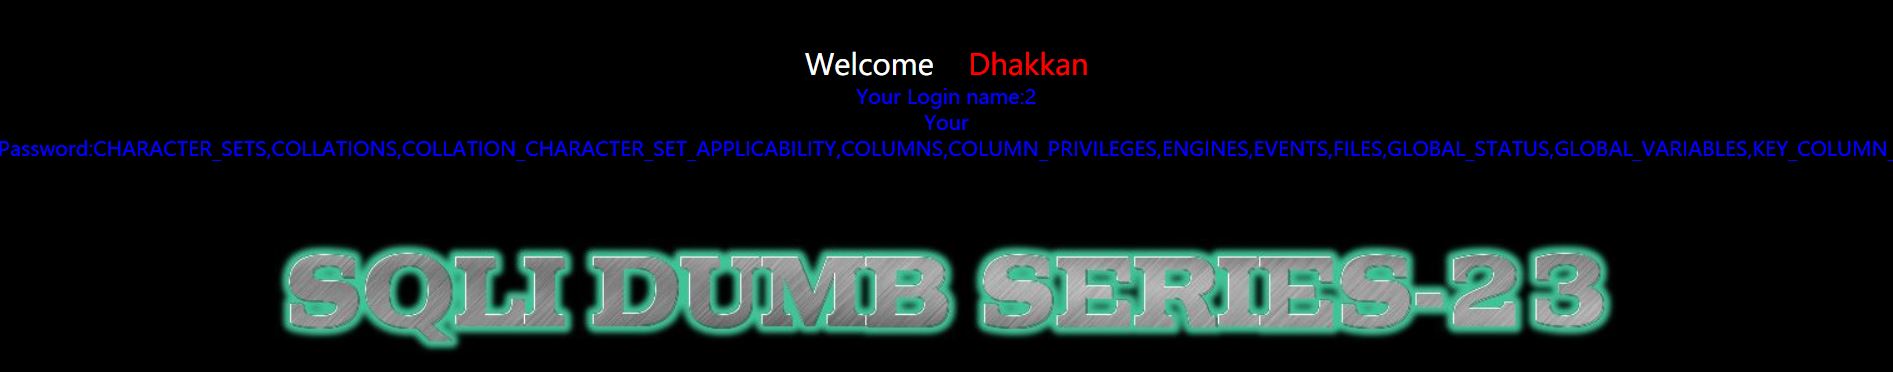 Welcome Dhakkan
Your Login name:2
Your
Password:CHARACTER_SETS,COLLATIONS,COLLATION_CHARACTER_SET_APPLICABILITY,COLUMNS,COLUMN_PRIVILEGES,ENGINES,EVENTS,FILES,GLOBAL_STATUS,GLOBAL_VARIABLES,KEY_COLUMN_
SQLI DUMB SERIES-23